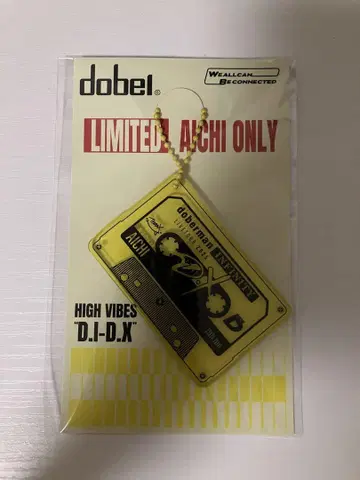 dobel©
WEALLCAN
BECONNECTED
LIMITED AICHI ONLY
doberman
INFINITY
AICHI
D
HIGH VIBES
"D.I-D.X"